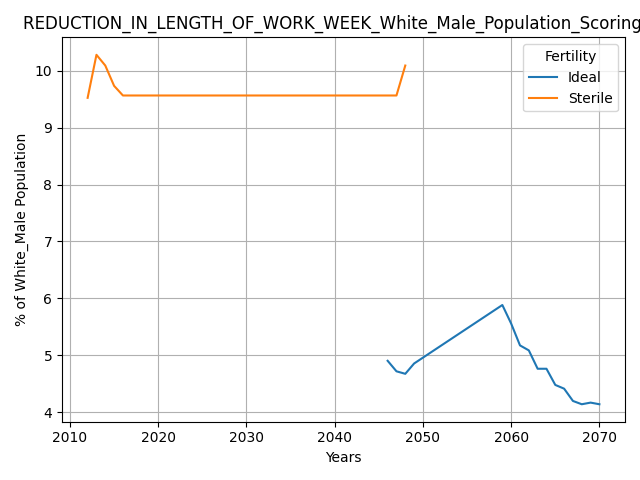 REDUCTION_IN_LENGTH_OF_WORK_WEEK_White_Male_Population_Scoring
Fertility
Ideal
Sterile
% of White_Male Population
10
9
8
7
6
5
4
2010 2020 2030 2040 2050 2060 2070
Years